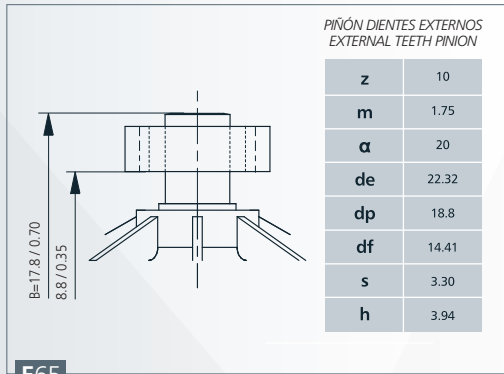 PIÑÓN DIENTES EXTERNOS
EXTERNAL TEETH PINION
z 10
m 1.75
α 20
de 22.32
dp 18.8
df 14.41
s 3.30
h 3.94
B=17.8 / 0.70
8.8 / 0.35
E65